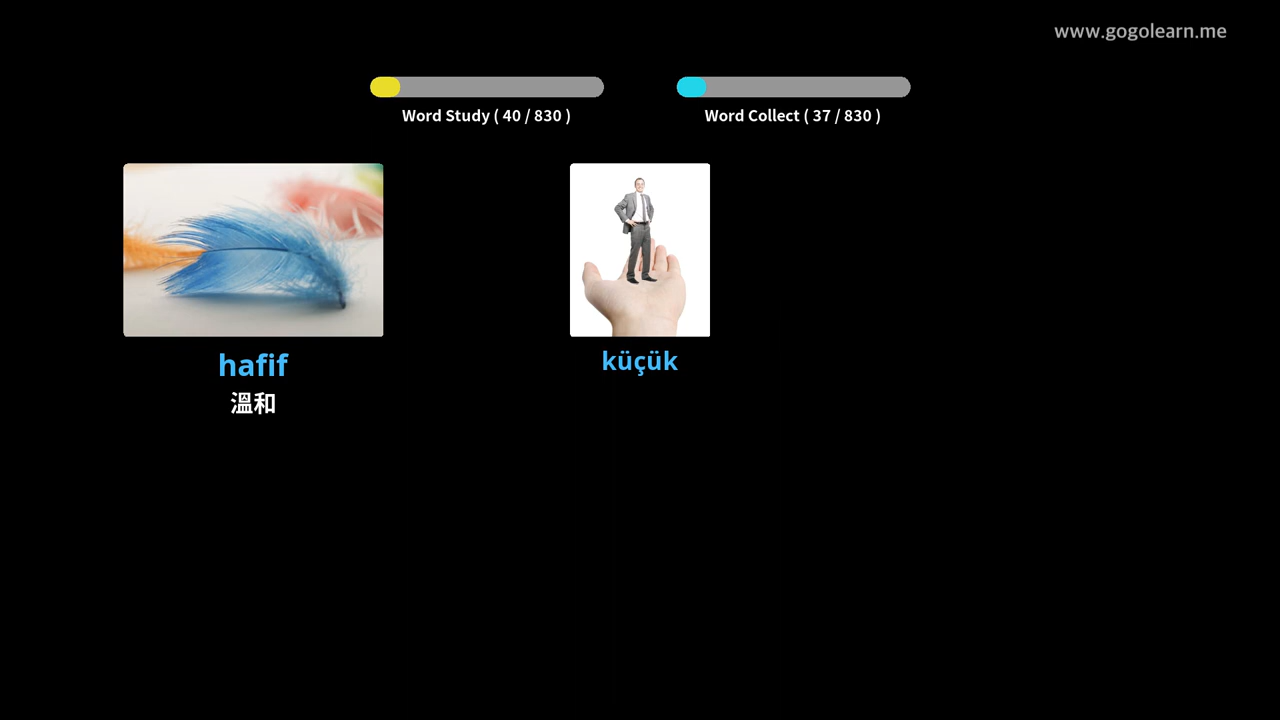 www.gogolearn.me
Word Study ( 40 / 830 )
Word Collect ( 37 / 830 )
hafif
溫和
küçük